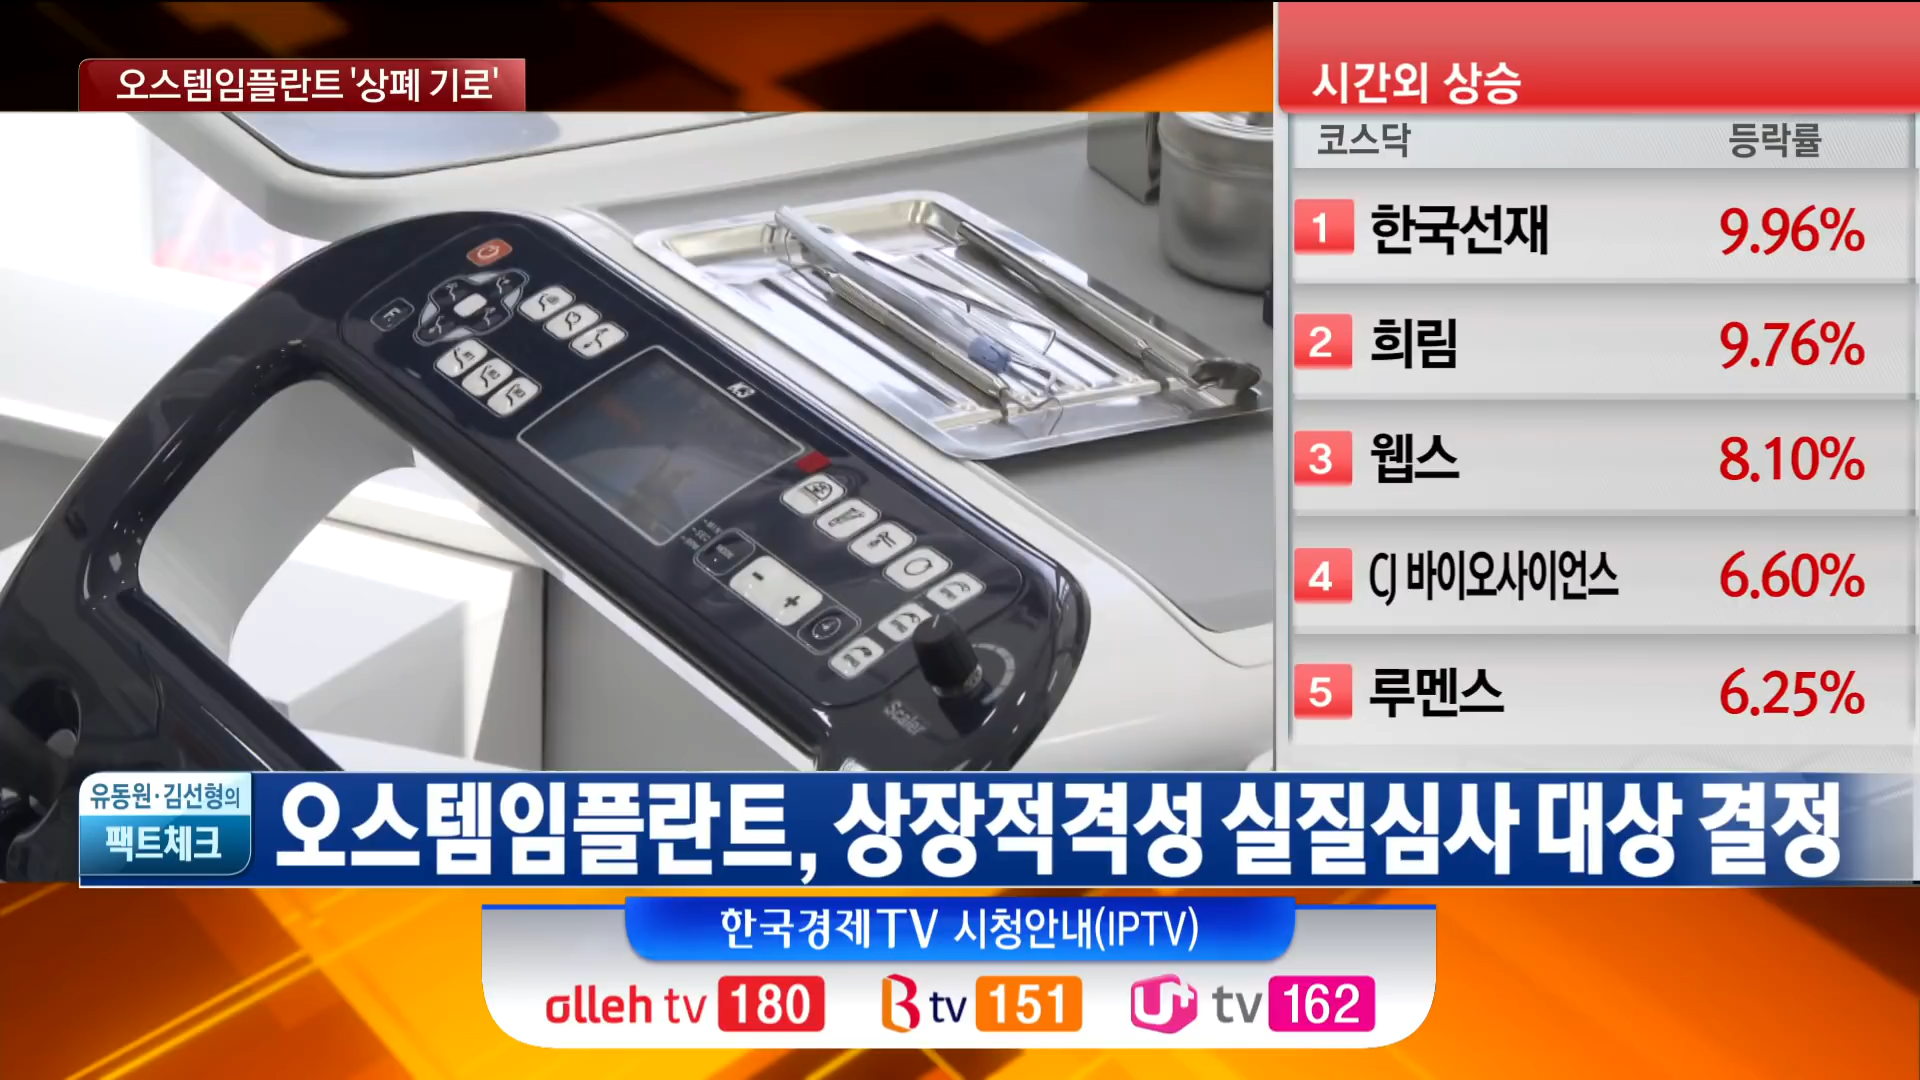 오스템임플란트 '상폐 기로'
시간외 상승
코스닥 등락률
1 한국선재 9.96%
2 희림 9.76%
3 웹스 8.10%
4 CJ 바이오사이언스 6.60%
5 루멘스 6.25%
K3
- +
Scaler
유동원·김선형의
팩트체크
오스템임플란트, 상장적격성 실질심사 대상 결정
한국경제TV 시청안내(IPTV)
olleh tv 180 B tv 151 U+ tv 162